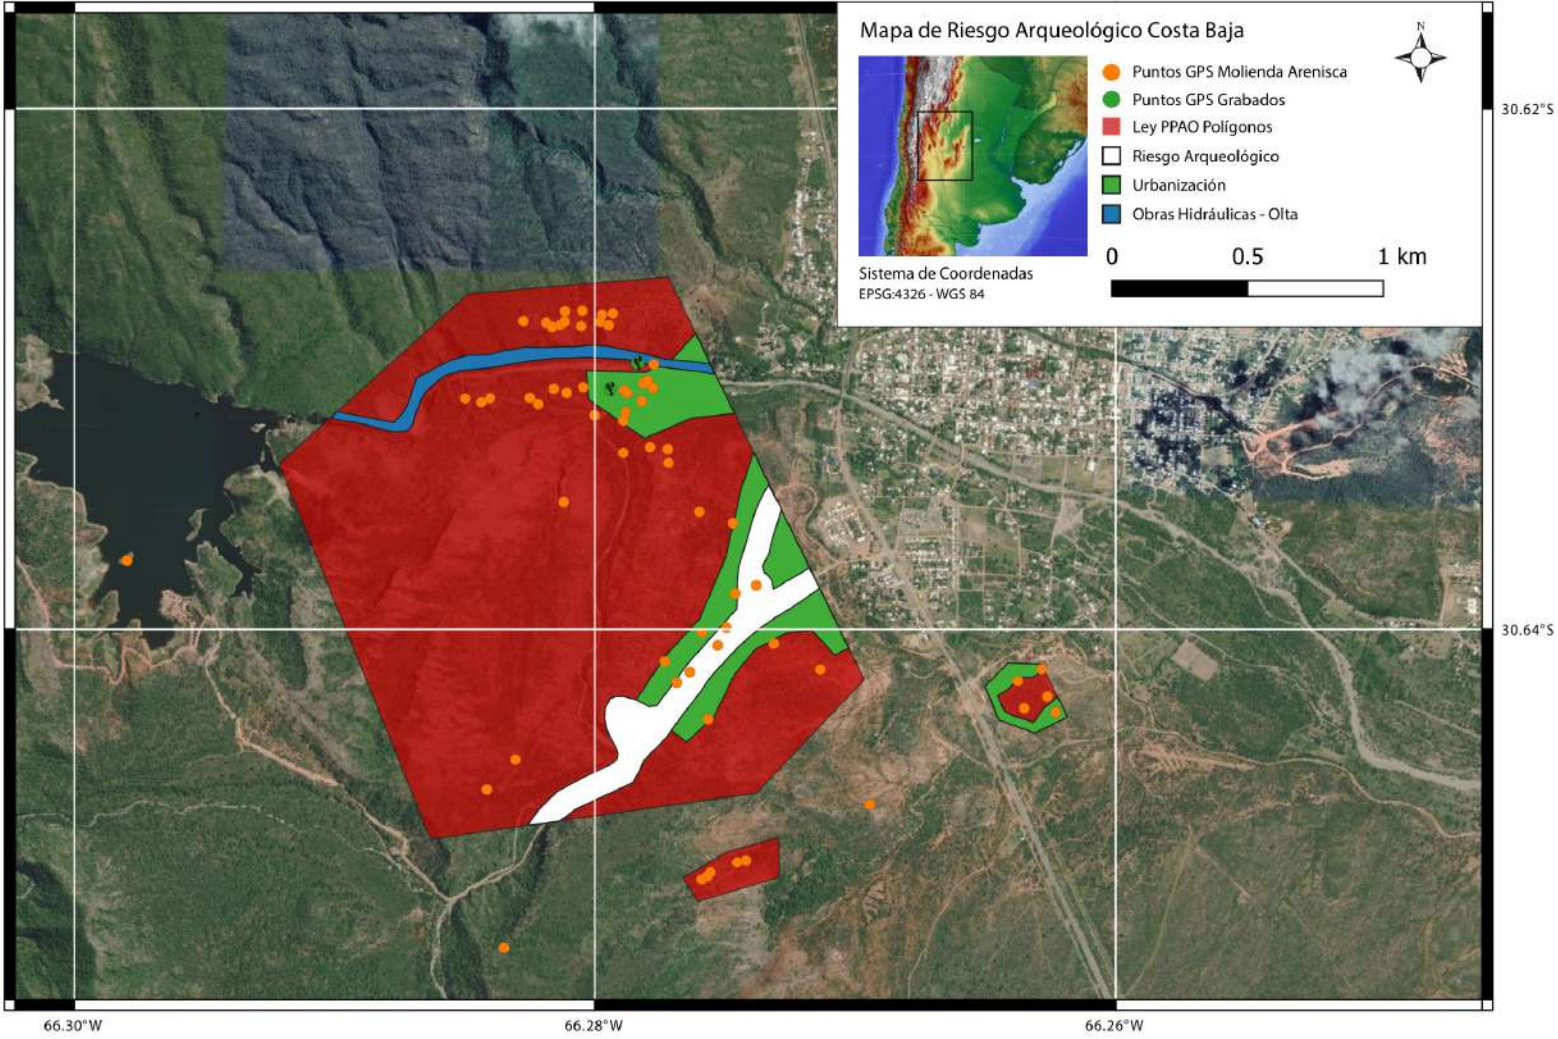 Mapa de Riesgo Arqueológico Costa Baja
N
Puntos GPS Molienda Arenisca
Puntos GPS Grabados
Ley PPAO Polígonos
Riesgo Arqueológico
Urbanización
Obras Hidráulicas - Olta
Sistema de Coordenadas
EPSG:4326 - WGS 84
0 0.5 1 km
30.62°S
30.64°S
66.30°W 66.28°W 66.26°W